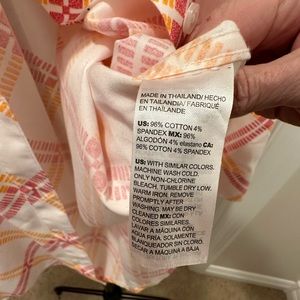 MADE IN THAILAND/ HECHO
EN TAILANDIA/ FABRIQUÉ
EN THAÏLANDE
US: 96% COTTON 4%
SPANDEX MX: 96%
ALGODÓN 4% elastano CA:
96% COTON 4% SPANDEX
US: WITH SIMILAR COLORS.
MACHINE WASH COLD.
ONLY NON-CHLORINE
BLEACH. TUMBLE DRY LOW.
WARM IRON. REMOVE
PROMPTLY AFTER
WASHING. MAY BE DRY
CLEANED MX: CON
COLORES SIMILARES.
LAVAR A MÁQUINA CON
AGUA FRÍA. SOLAMENTE
BLANQUEADOR SIN CLORO.
LAVAR A MÁQUINA A BAJA